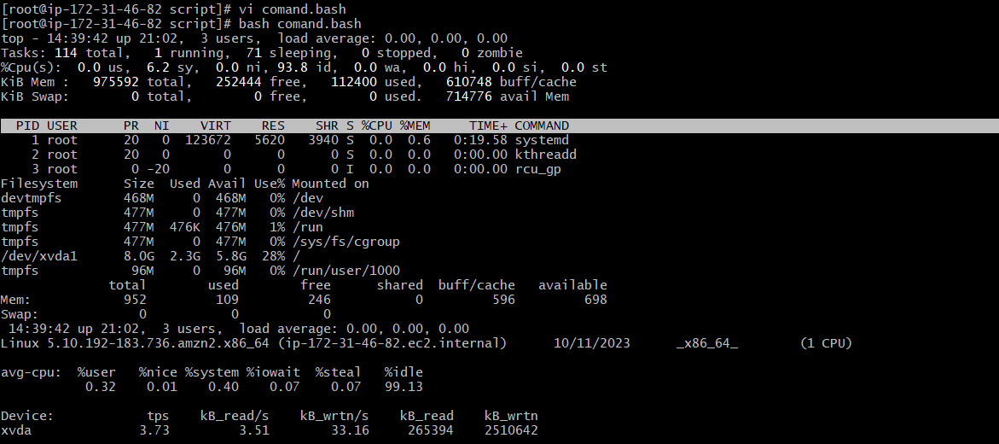 [root@ip-172-31-46-82 script]# vi comand.bash
[root@ip-172-31-46-82 script]# bash comand.bash
top - 14:39:42 up 21:02,  3 users,  load average: 0.00, 0.00, 0.00
Tasks: 114 total,   1 running,  71 sleeping,   0 stopped,   0 zombie
%Cpu(s):  0.0 us,  6.2 sy,  0.0 ni, 93.8 id,  0.0 wa,  0.0 hi,  0.0 si,  0.0 st
KiB Mem :   975592 total,   252444 free,   112400 used,   610748 buff/cache
KiB Swap:        0 total,        0 free,        0 used.   714776 avail Mem
  PID USER      PR  NI    VIRT    RES    SHR S %CPU %MEM     TIME+ COMMAND
    1 root      20   0  123672   5620   3940 S  0.0  0.6   0:19.58 systemd
    2 root      20   0       0      0      0 S  0.0  0.0   0:00.00 kthreadd
    3 root       0 -20       0      0      0 I  0.0  0.0   0:00.00 rcu_gp
Filesystem      Size  Used Avail Use% Mounted on
devtmpfs        468M     0  468M   0% /dev
tmpfs           477M     0  477M   0% /dev/shm
tmpfs           477M  476K  476M   1% /run
tmpfs           477M     0  477M   0% /sys/fs/cgroup
/dev/xvda1      8.0G  2.3G  5.8G  28% /
tmpfs            96M     0   96M   0% /run/user/1000
              total        used        free      shared  buff/cache   available
Mem:            952         109         246           0         596         698
Swap:             0           0           0
 14:39:42 up 21:02,  3 users,  load average: 0.00, 0.00, 0.00
Linux 5.10.192-183.736.amzn2.x86_64 (ip-172-31-46-82.ec2.internal)      10/11/2023      _x86_64_        (1 CPU)
avg-cpu:  %user   %nice %system %iowait  %steal   %idle
           0.32    0.01    0.40    0.07    0.07   99.13
Device:            tps    kB_read/s    kB_wrtn/s    kB_read    kB_wrtn
xvda              3.73         3.51        33.16     265394    2510642